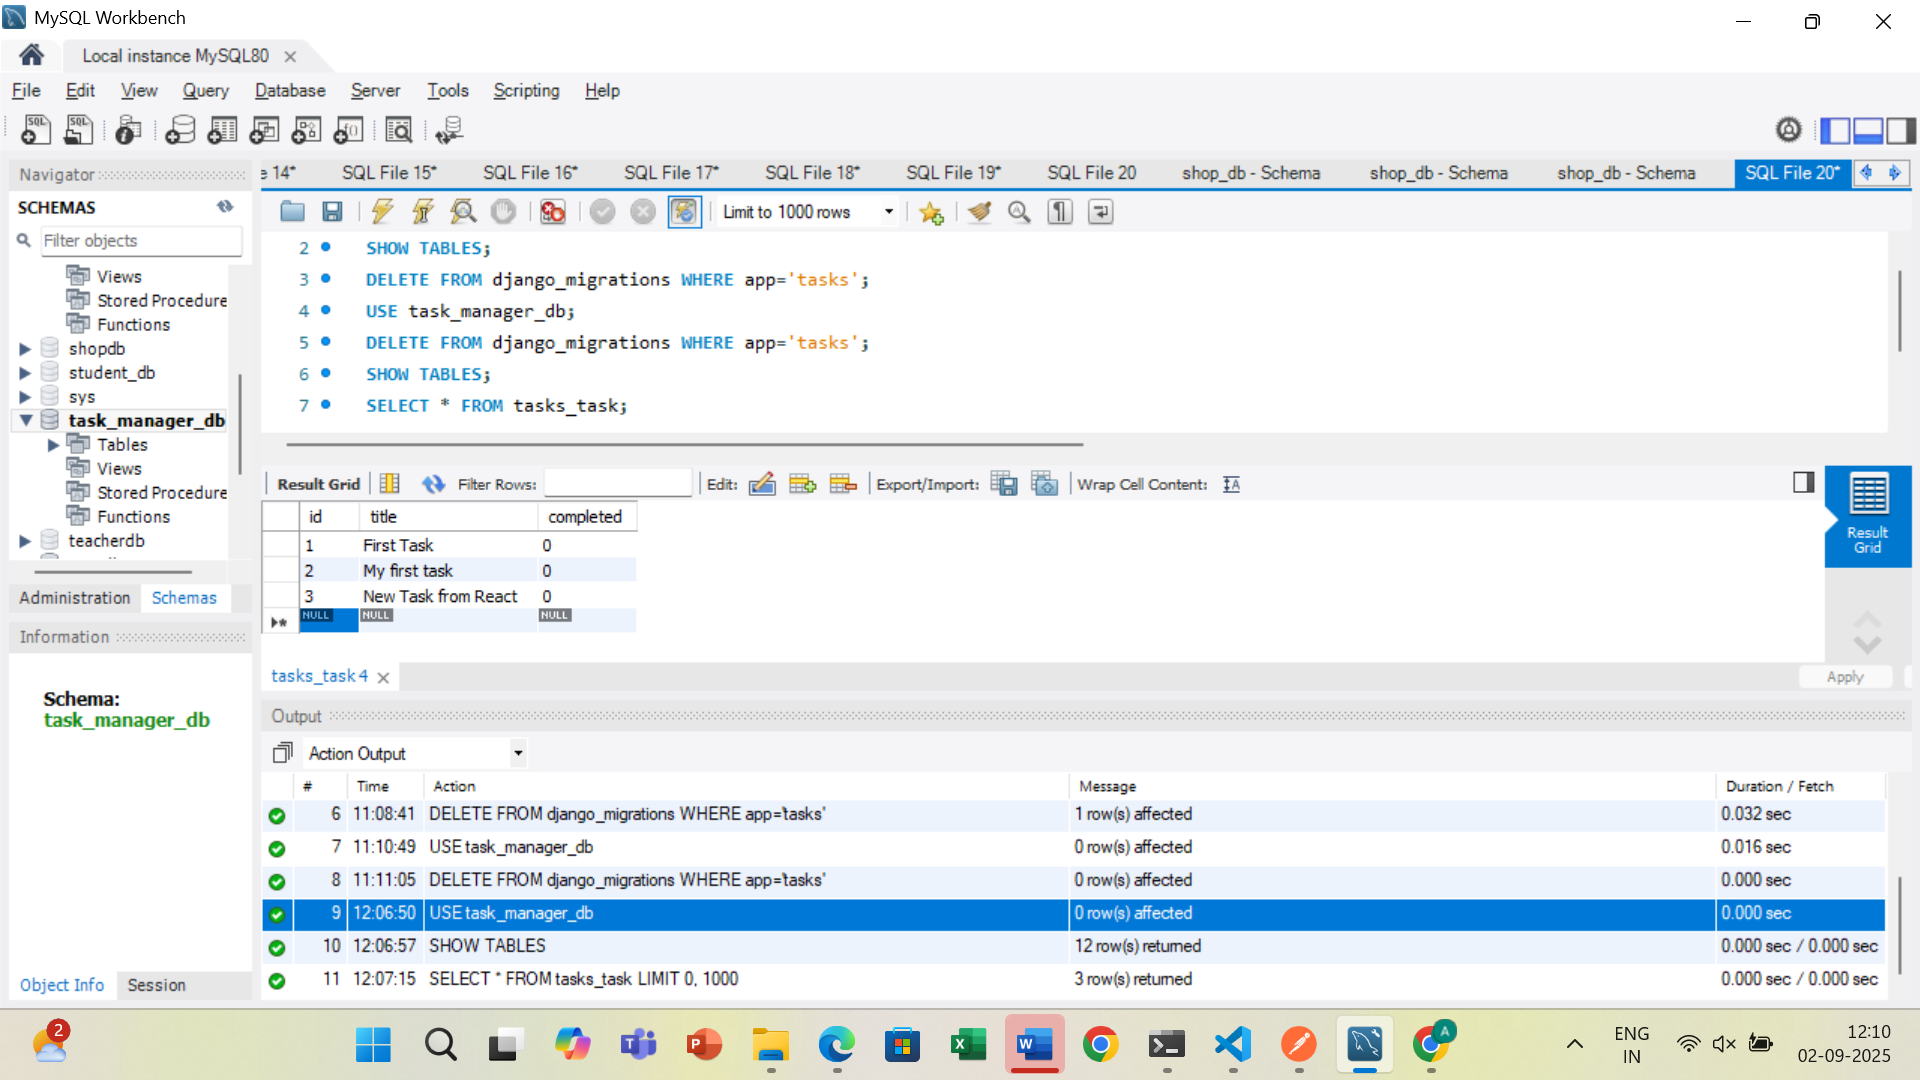 MySQL Workbench
Local instance MySQL80
File Edit View Query Database Server Tools Scripting Help
Navigator
SCHEMAS
Filter objects
Views
Stored Procedure
Functions
shopdb
student_db
sys
task_manager_db
Tables
Views
Stored Procedure
Functions
teacherdb
Administration Schemas
Information
Schema:
task_manager_db
Object Info Session
e 14* SQL File 15* SQL File 16* SQL File 17* SQL File 18* SQL File 19* SQL File 20 shop_db - Schema shop_db - Schema shop_db - Schema SQL File 20*
Limit to 1000 rows
2 SHOW TABLES;
3 DELETE FROM django_migrations WHERE app='tasks';
4 USE task_manager_db;
5 DELETE FROM django_migrations WHERE app='tasks';
6 SHOW TABLES;
7 SELECT * FROM tasks_task;
Result Grid Filter Rows: Edit: Export/Import: Wrap Cell Content:
id title completed
1 First Task 0
2 My first task 0
3 New Task from React 0
NULL NULL NULL
Result
Grid
tasks_task 4
Apply
Output
Action Output
# Time Action Message Duration / Fetch
6 11:08:41 DELETE FROM django_migrations WHERE app='tasks' 1 row(s) affected 0.032 sec
7 11:10:49 USE task_manager_db 0 row(s) affected 0.016 sec
8 11:11:05 DELETE FROM django_migrations WHERE app='tasks' 0 row(s) affected 0.000 sec
9 12:06:50 USE task_manager_db 0 row(s) affected 0.000 sec
10 12:06:57 SHOW TABLES 12 row(s) returned 0.000 sec / 0.000 sec
11 12:07:15 SELECT * FROM tasks_task LIMIT 0, 1000 3 row(s) returned 0.000 sec / 0.000 sec
2
A
ENG
IN
12:10
02-09-2025